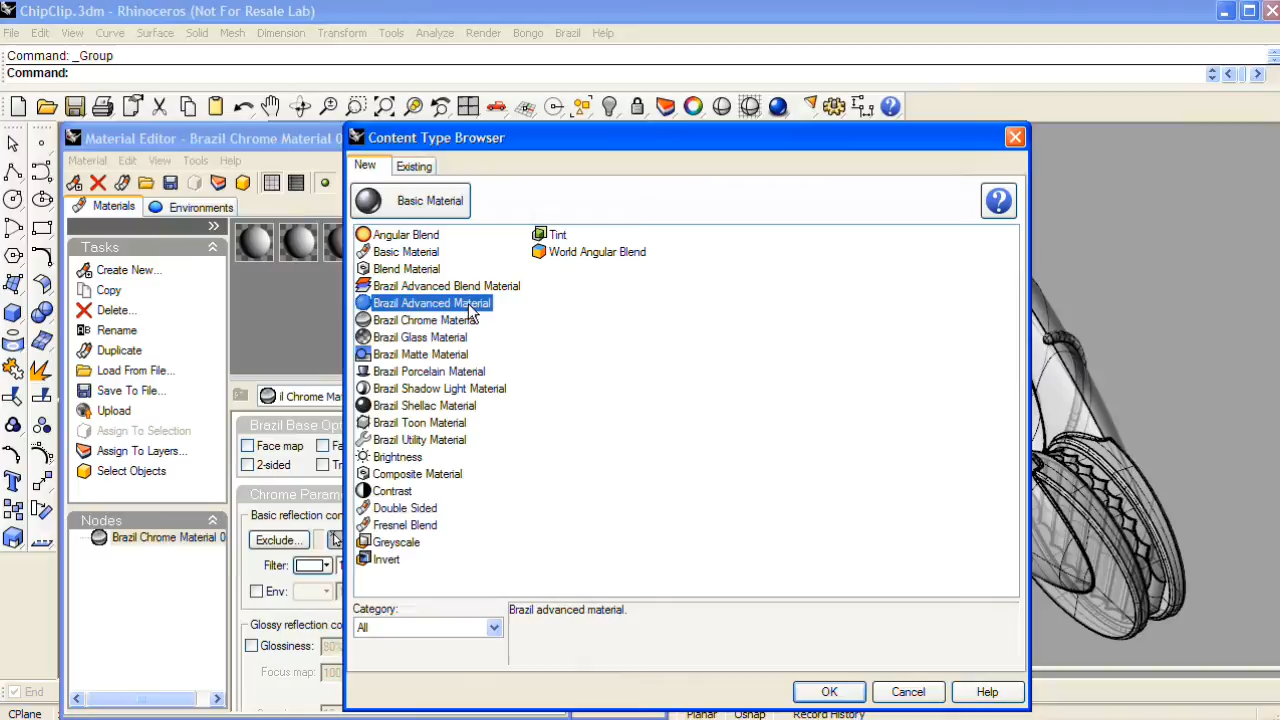 ChipClip.3dm - Rhinoceros (Not For Resale Lab)
File Edit View Curve Surface Solid Mesh Dimension Transform Tools Analyze Render Bongo Brazil Help
Command: _Group
Command:
Material Editor - Brazil Chrome Material 0
Material Edit View Tools Help
Materials Environments
Tasks
Create New...
Copy
Delete...
Rename
Duplicate
Load From File...
Save To File...
Upload
Assign To Selection
Assign To Layers...
Select Objects
Nodes
Brazil Chrome Material 0
il Chrome Ma
Brazil Base Opt
Face map
2-sided
Chrome Parame
Basic reflection con
Exclude...
Filter:
Env:
Glossy reflection co
Glossiness: 80%
Focus map: 100
Content Type Browser
New Existing
Basic Material
Angular Blend
Basic Material
Blend Material
Brazil Advanced Blend Material
Brazil Advanced Material
Brazil Chrome Material
Brazil Glass Material
Brazil Matte Material
Brazil Porcelain Material
Brazil Shadow Light Material
Brazil Shellac Material
Brazil Toon Material
Brazil Utility Material
Brightness
Composite Material
Contrast
Double Sided
Fresnel Blend
Greyscale
Invert
Tint
World Angular Blend
Category:
All
Brazil advanced material.
OK Cancel Help
End
CPlane
Planar Osnap Record History